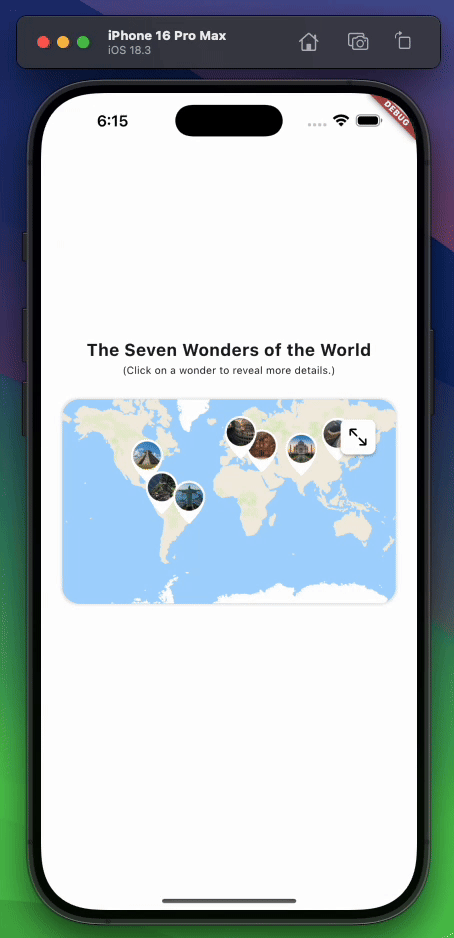 iPhone 16 Pro Max
iOS 18.3
6:15
DEBUG
The Seven Wonders of the World
(Click on a wonder to reveal more details.)